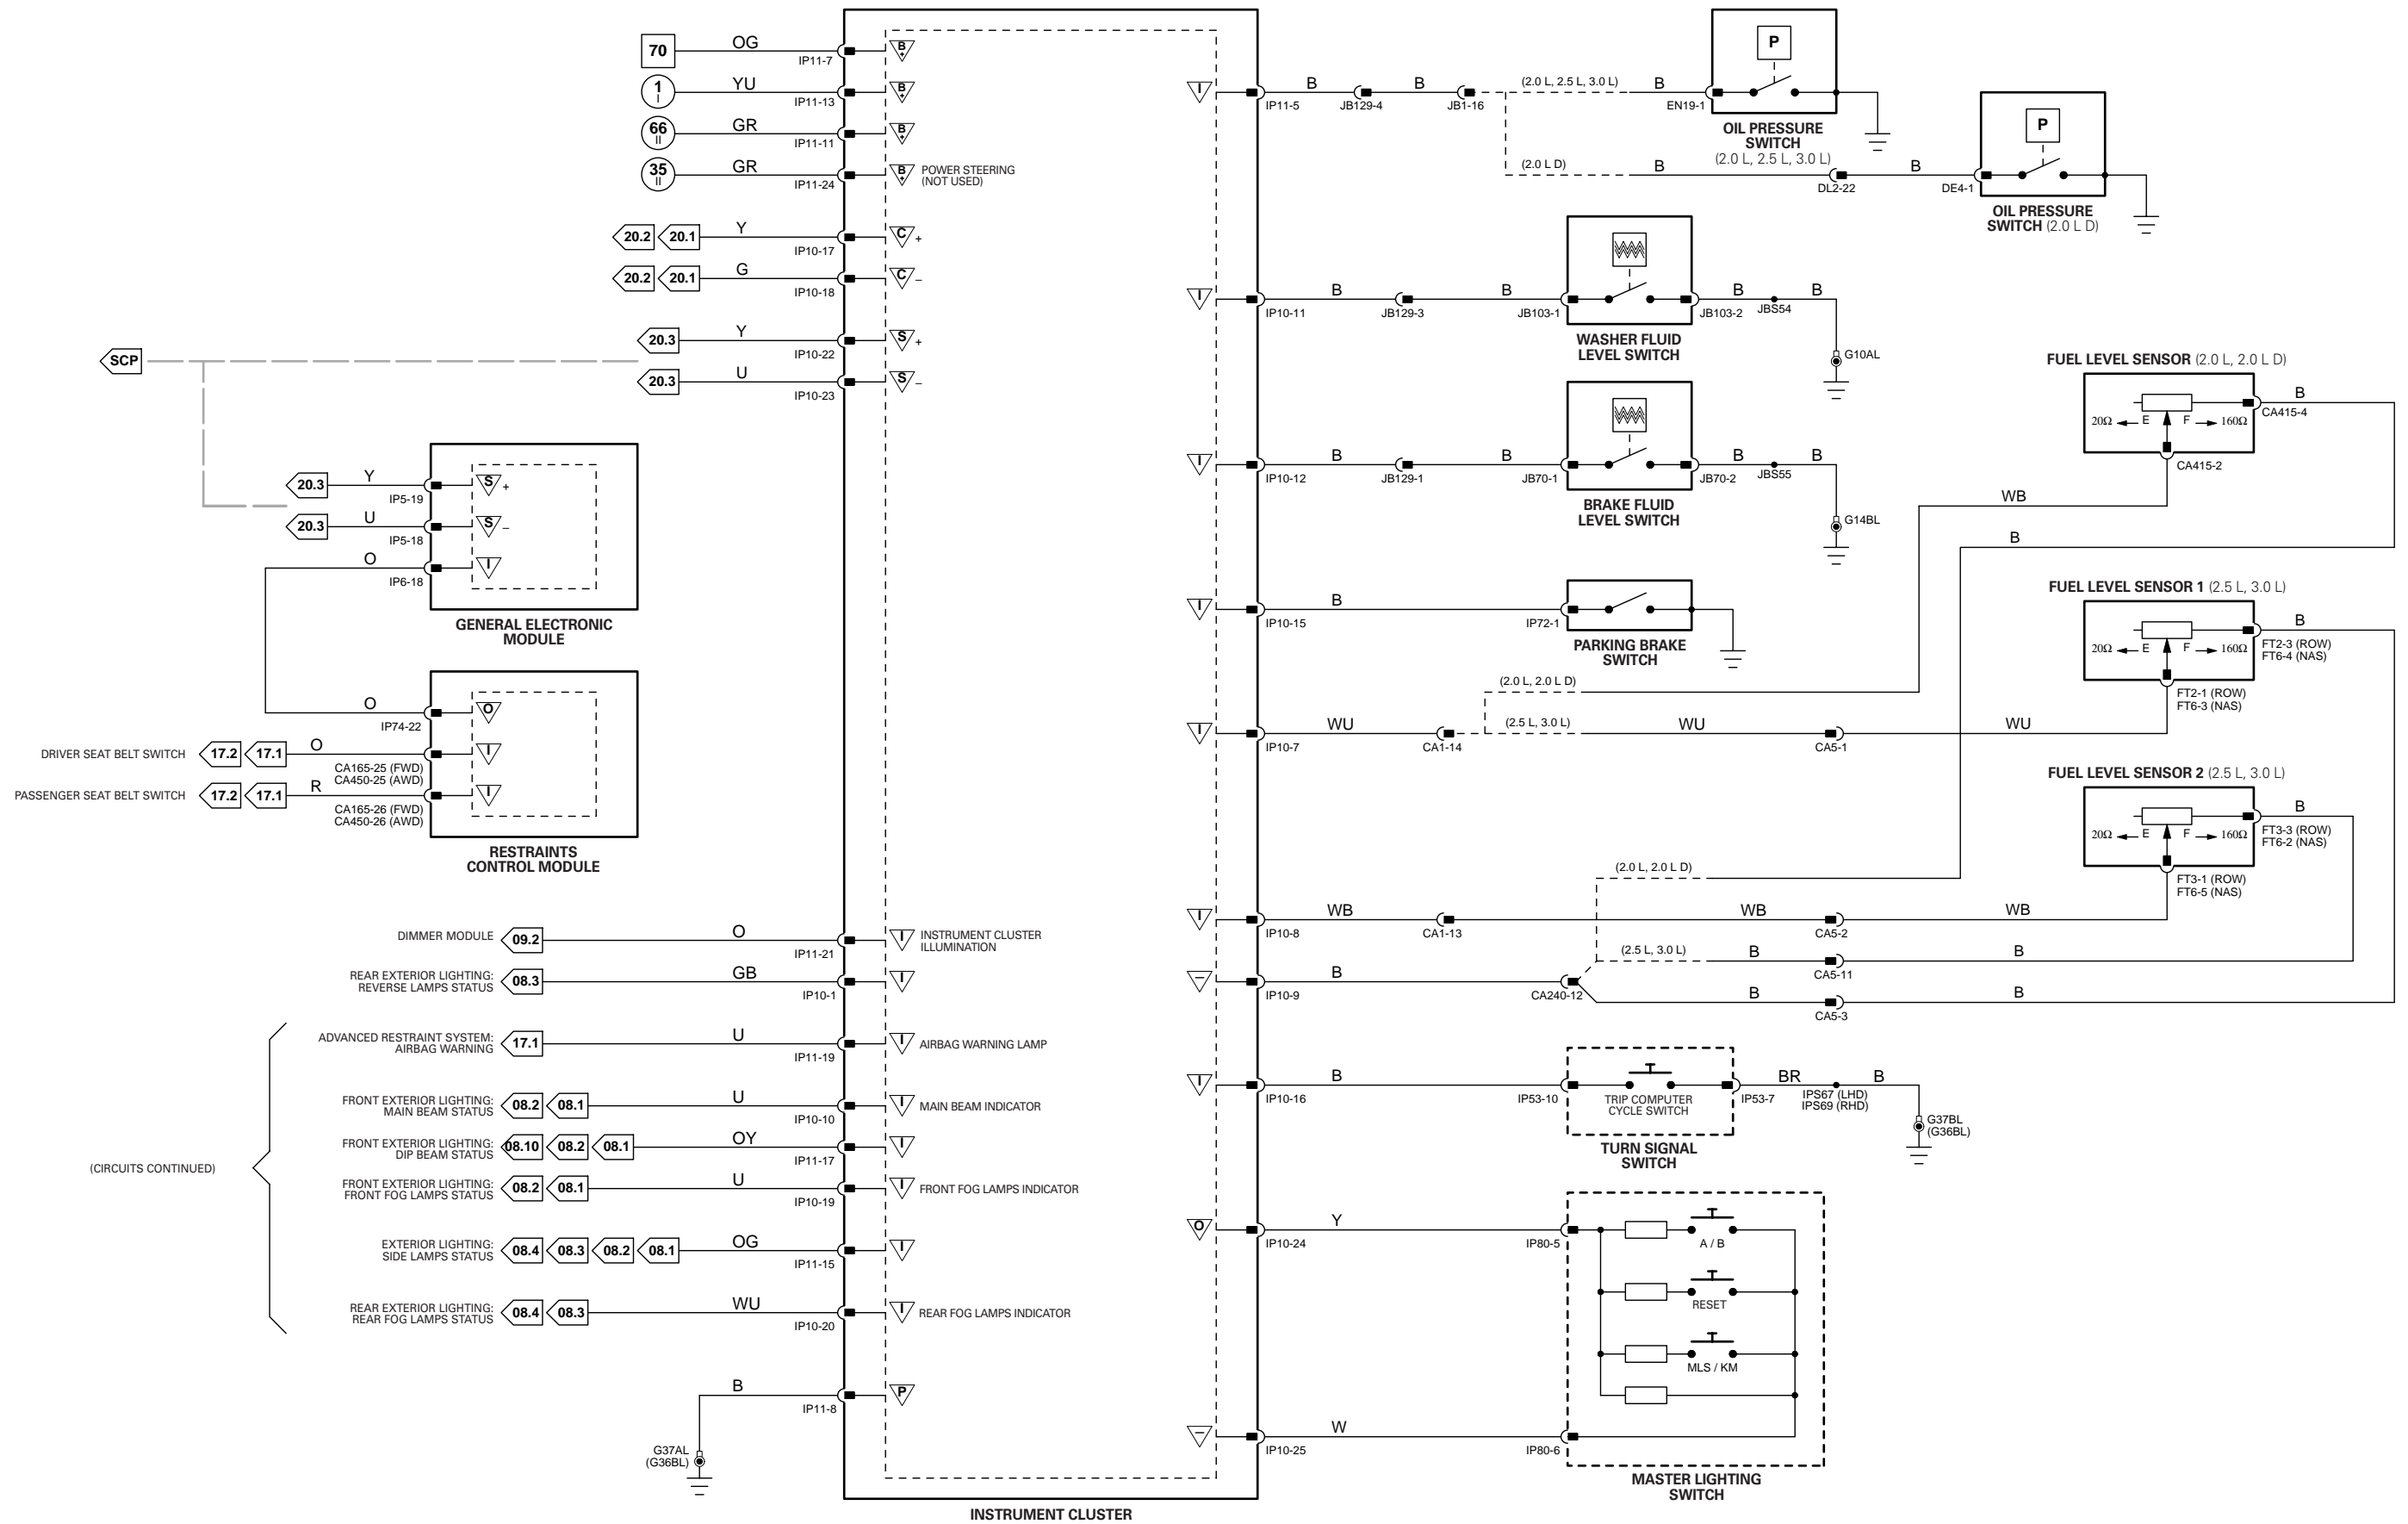 70
OG
IP11-7
B
+
1
I
YU
IP11-13
B
+
66
II
GR
IP11-11
B
+
35
II
GR
IP11-24
B
+
POWER STEERING
(NOT USED)
20.2
20.1
Y
IP10-17
C
+
20.2
20.1
G
IP10-18
C
–
20.3
Y
IP10-22
S
+
SCP
20.3
U
IP10-23
S
–
20.3
Y
IP5-19
S
+
20.3
U
IP5-18
S
–
O
IP6-18
I
GENERAL ELECTRONIC
MODULE
O
IP74-22
O
DRIVER SEAT BELT SWITCH
17.2
17.1
O
CA165-25 (FWD)
CA450-25 (AWD)
I
PASSENGER SEAT BELT SWITCH
17.2
17.1
R
CA165-26 (FWD)
CA450-26 (AWD)
I
RESTRAINTS
CONTROL MODULE
DIMMER MODULE
09.2
O
IP11-21
I
INSTRUMENT CLUSTER
ILLUMINATION
REAR EXTERIOR LIGHTING:
REVERSE LAMPS STATUS
08.3
GB
IP10-1
I
(CIRCUITS CONTINUED)
ADVANCED RESTRAINT SYSTEM:
AIRBAG WARNING
17.1
U
IP11-19
I
AIRBAG WARNING LAMP
FRONT EXTERIOR LIGHTING:
MAIN BEAM STATUS
08.2
08.1
U
IP10-10
I
MAIN BEAM INDICATOR
FRONT EXTERIOR LIGHTING:
DIP BEAM STATUS
08.10
08.2
08.1
OY
IP11-17
I
FRONT EXTERIOR LIGHTING:
FRONT FOG LAMPS STATUS
08.2
08.1
U
IP10-19
I
FRONT FOG LAMPS INDICATOR
EXTERIOR LIGHTING:
SIDE LAMPS STATUS
08.4
08.3
08.2
08.1
OG
IP11-15
I
REAR EXTERIOR LIGHTING:
REAR FOG LAMPS STATUS
08.4
08.3
WU
IP10-20
I
REAR FOG LAMPS INDICATOR
B
IP11-8
P
G37AL
(G36BL)
INSTRUMENT CLUSTER
I
IP11-5
B
JB129-4
B
JB1-16
(2.0 L, 2.5 L, 3.0 L)
B
EN19-1
P
OIL PRESSURE
SWITCH
(2.0 L, 2.5 L, 3.0 L)
(2.0 L D)
B
DL2-22
B
DE4-1
P
OIL PRESSURE
SWITCH (2.0 L D)
I
IP10-11
B
JB129-3
B
JB103-1
JB103-2
B
JBS54
B
G10AL
WASHER FLUID
LEVEL SWITCH
I
IP10-12
B
JB129-1
B
JB70-1
JB70-2
B
JBS55
B
G14BL
BRAKE FLUID
LEVEL SWITCH
I
IP10-15
B
IP72-1
PARKING BRAKE
SWITCH
FUEL LEVEL SENSOR (2.0 L, 2.0 L D)
20Ω
E
F
160Ω
B
CA415-4
CA415-2
WB
B
FUEL LEVEL SENSOR 1 (2.5 L, 3.0 L)
20Ω
E
F
160Ω
B
FT2-3 (ROW)
FT6-4 (NAS)
FT2-1 (ROW)
FT6-3 (NAS)
(2.0 L, 2.0 L D)
I
IP10-7
WU
CA1-14
(2.5 L, 3.0 L)
WU
CA5-1
WU
FUEL LEVEL SENSOR 2 (2.5 L, 3.0 L)
20Ω
E
F
160Ω
B
FT3-3 (ROW)
FT6-2 (NAS)
FT3-1 (ROW)
FT6-5 (NAS)
(2.0 L, 2.0 L D)
I
IP10-8
WB
CA1-13
WB
CA5-2
WB
(2.5 L, 3.0 L)
B
CA5-11
B
–
IP10-9
B
CA240-12
B
CA5-3
B
I
IP10-16
B
IP53-10
TRIP COMPUTER
CYCLE SWITCH
IP53-7
BR
IPS67 (LHD)
IPS69 (RHD)
B
G37BL
(G36BL)
TURN SIGNAL
SWITCH
O
IP10-24
Y
IP80-5
A / B
RESET
MLS / KM
–
IP10-25
W
IP80-6
MASTER LIGHTING
SWITCH